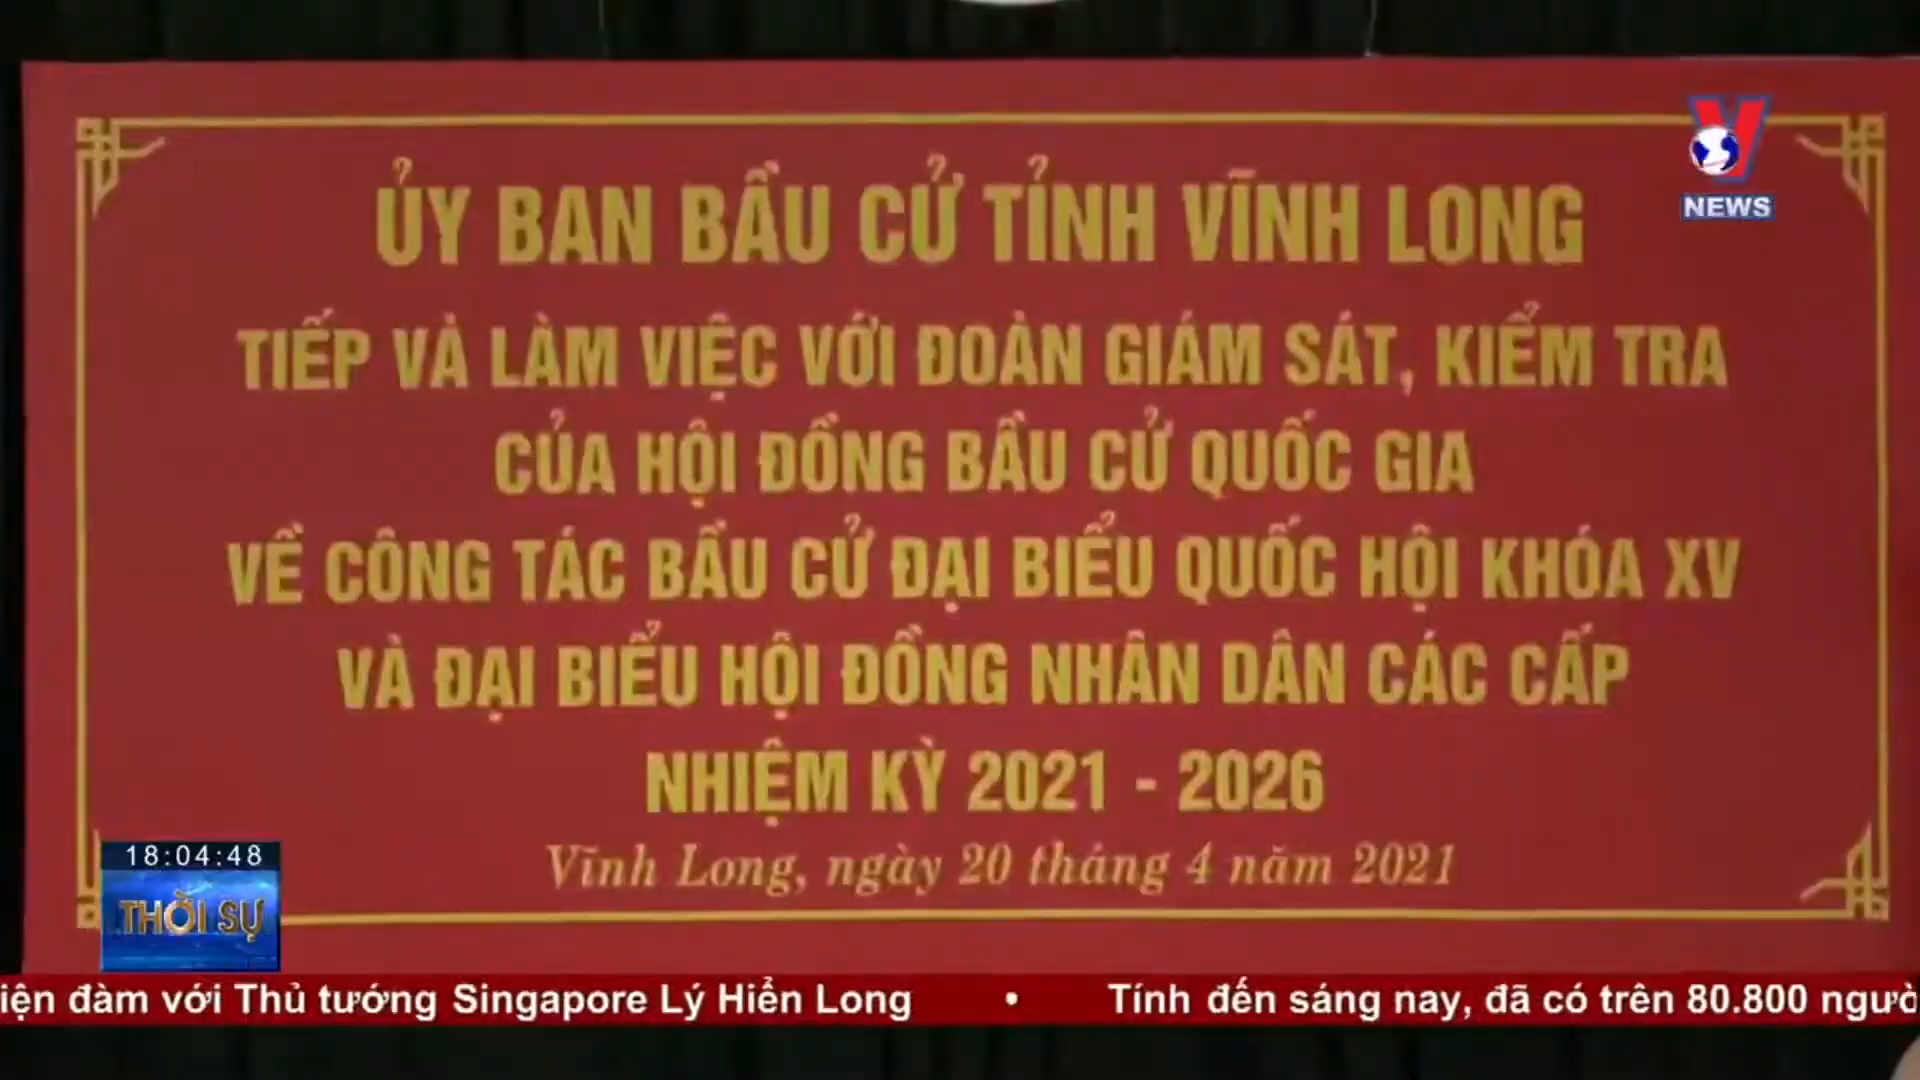 NEWS
ỦY BAN BẦU CỬ TỈNH VĨNH LONG
TIẾP VÀ LÀM VIỆC VỚI ĐOÀN GIÁM SÁT, KIỂM TRA
CỦA HỘI ĐỒNG BẦU CỬ QUỐC GIA
VỀ CÔNG TÁC BẦU CỬ ĐẠI BIỂU QUỐC HỘI KHÓA XV
VÀ ĐẠI BIỂU HỘI ĐỒNG NHÂN DÂN CÁC CẤP
NHIỆM KỲ 2021 - 2026
Vĩnh Long, ngày 20 tháng 4 năm 2021
18:04:48
THỜI SỰ
đàm với Thủ tướng Singapore Lý Hiển Long • Tính đến sáng nay, đã có trên 80.800